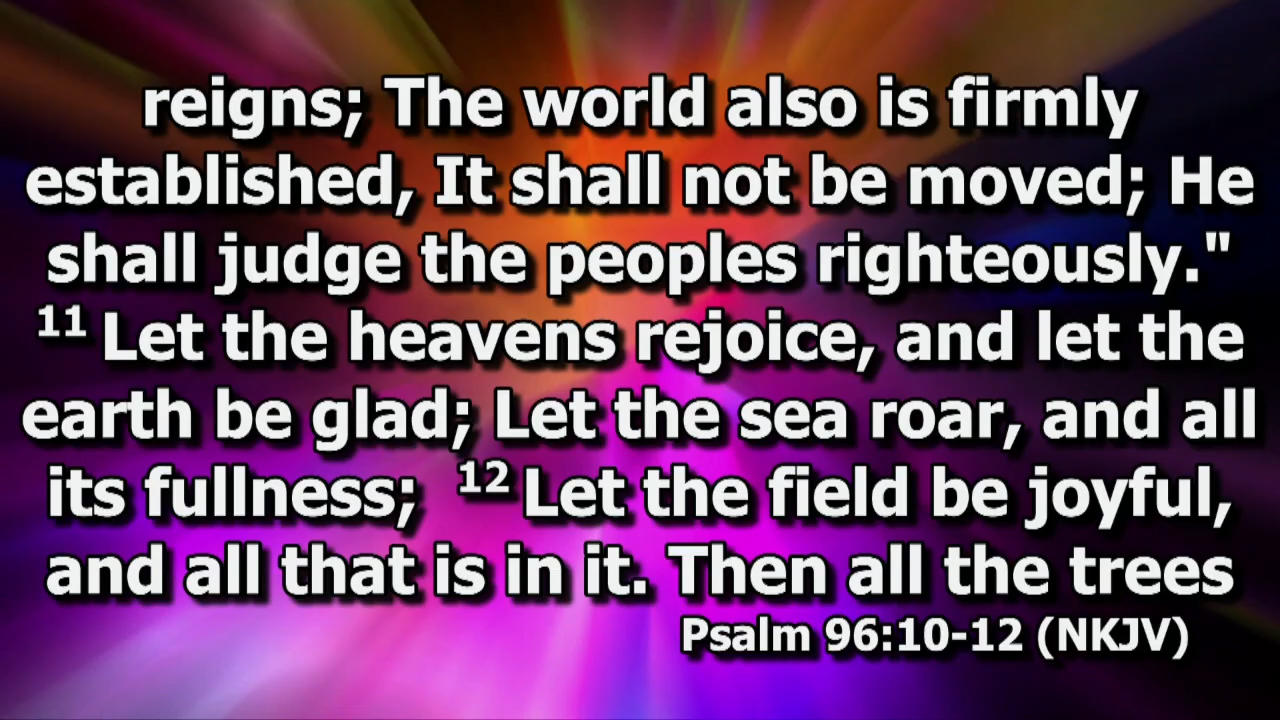 reigns; The world also is firmly
established, It shall not be moved; He
shall judge the peoples righteously."
11 Let the heavens rejoice, and let the
earth be glad; Let the sea roar, and all
its fullness; 12 Let the field be joyful,
and all that is in it. Then all the trees
Psalm 96:10-12 (NKJV)